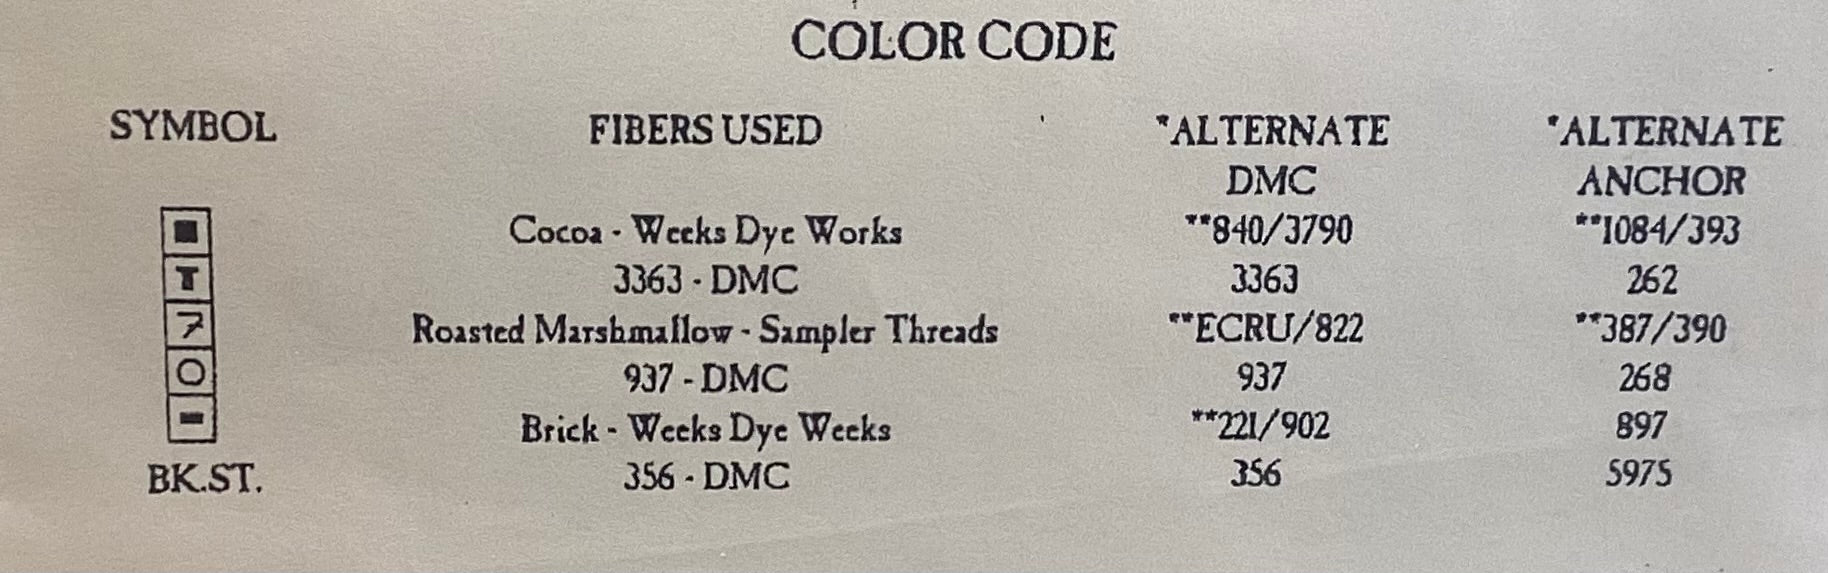 COLOR CODE
SYMBOL FIBERS USED *ALTERNATE *ALTERNATE
DMC ANCHOR
■ Cocoa - Weeks Dye Works **840/3790 **1084/393
T 3363 - DMC 3363 262
Roasted Marshmallow - Sampler Threads **ECRU/822 **387/390
O 937 - DMC 937 268
- Brick - Weeks Dye Weeks **221/902 897
BK.ST. 356 - DMC 356 5975